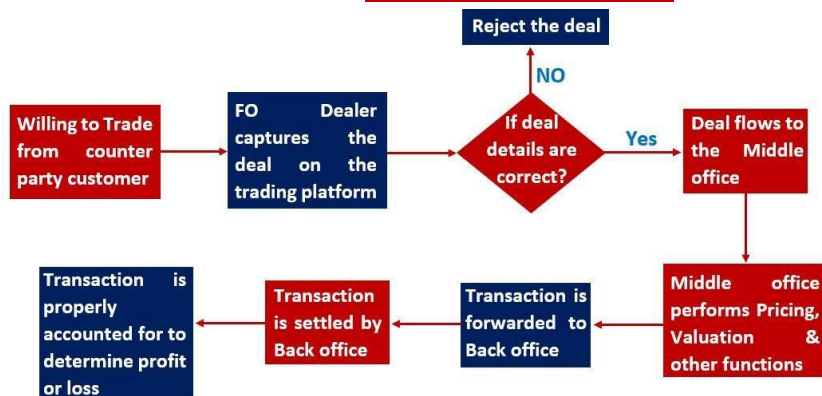 Reject the deal
NO
Willing to Trade
from counter
party customer
FO Dealer
captures the
deal on the
trading platform
If deal
details are
correct?
Yes
Deal flows to
the Middle
office
Middle office
performs Pricing,
Valuation &
other functions
Transaction is
forwarded to
Back office
Transaction
is settled by
Back office
Transaction is
properly
accounted for to
determine profit
or loss